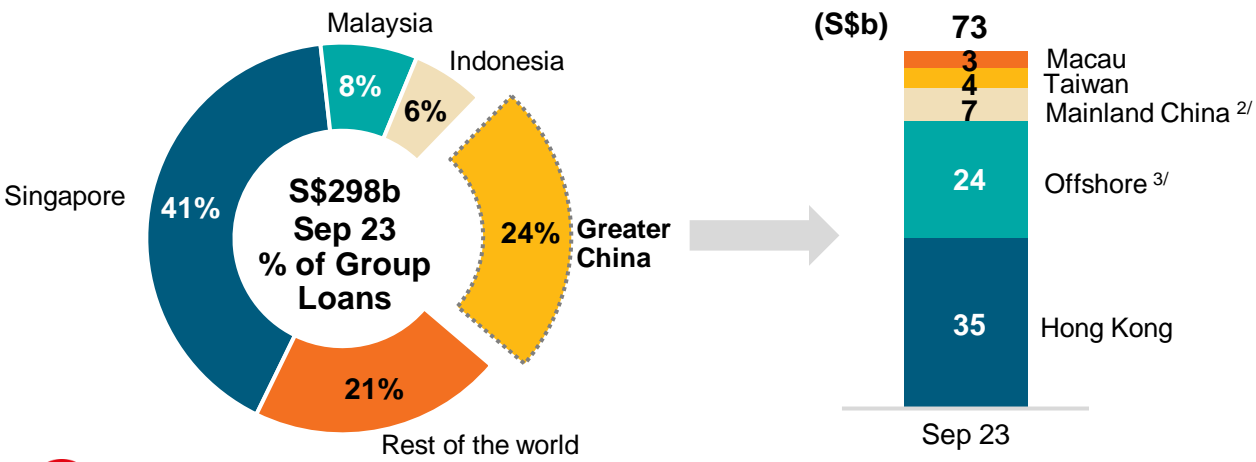 Malaysia
Indonesia
8%
6%
Singapore
41%
S$298b
Sep 23
% of Group
Loans
24%
Greater
China
21%
Rest of the world
(S$b)
73
3
Macau
4
Taiwan
7
Mainland China 2/
24
Offshore 3/
35
Hong Kong
Sep 23